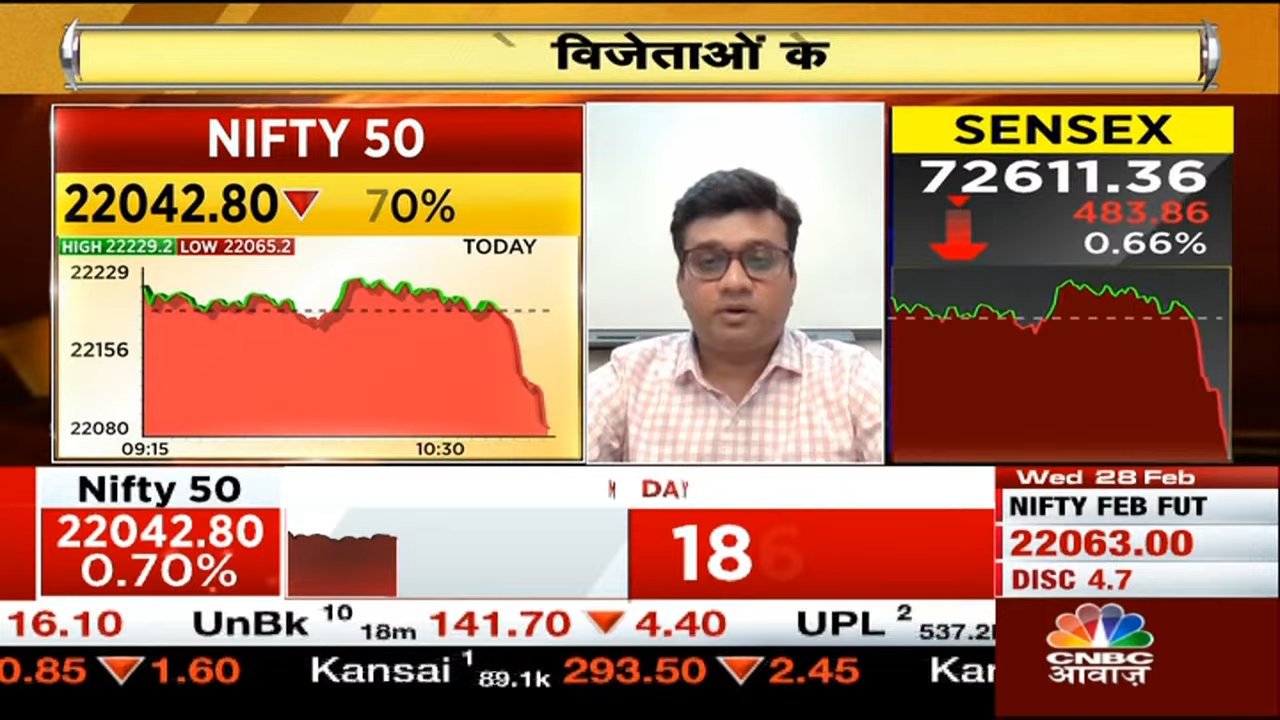 विजेताओं के
NIFTY 50
22042.80 70%
HIGH 22229.2 LOW 22065.2 TODAY
22229
22156
22080
09:15 10:30
SENSEX
72611.36
483.86
0.66%
Nifty 50
22042.80
0.70%
DAY
18
Wed 28 Feb
NIFTY FEB FUT
22063.00
DISC 4.7
16.10 UnBk 10 18m 141.70 4.40 UPL 2 537.2
0.85 1.60 Kansai 1 89.1k 293.50 2.45 Kan
CNBC
आवाज़